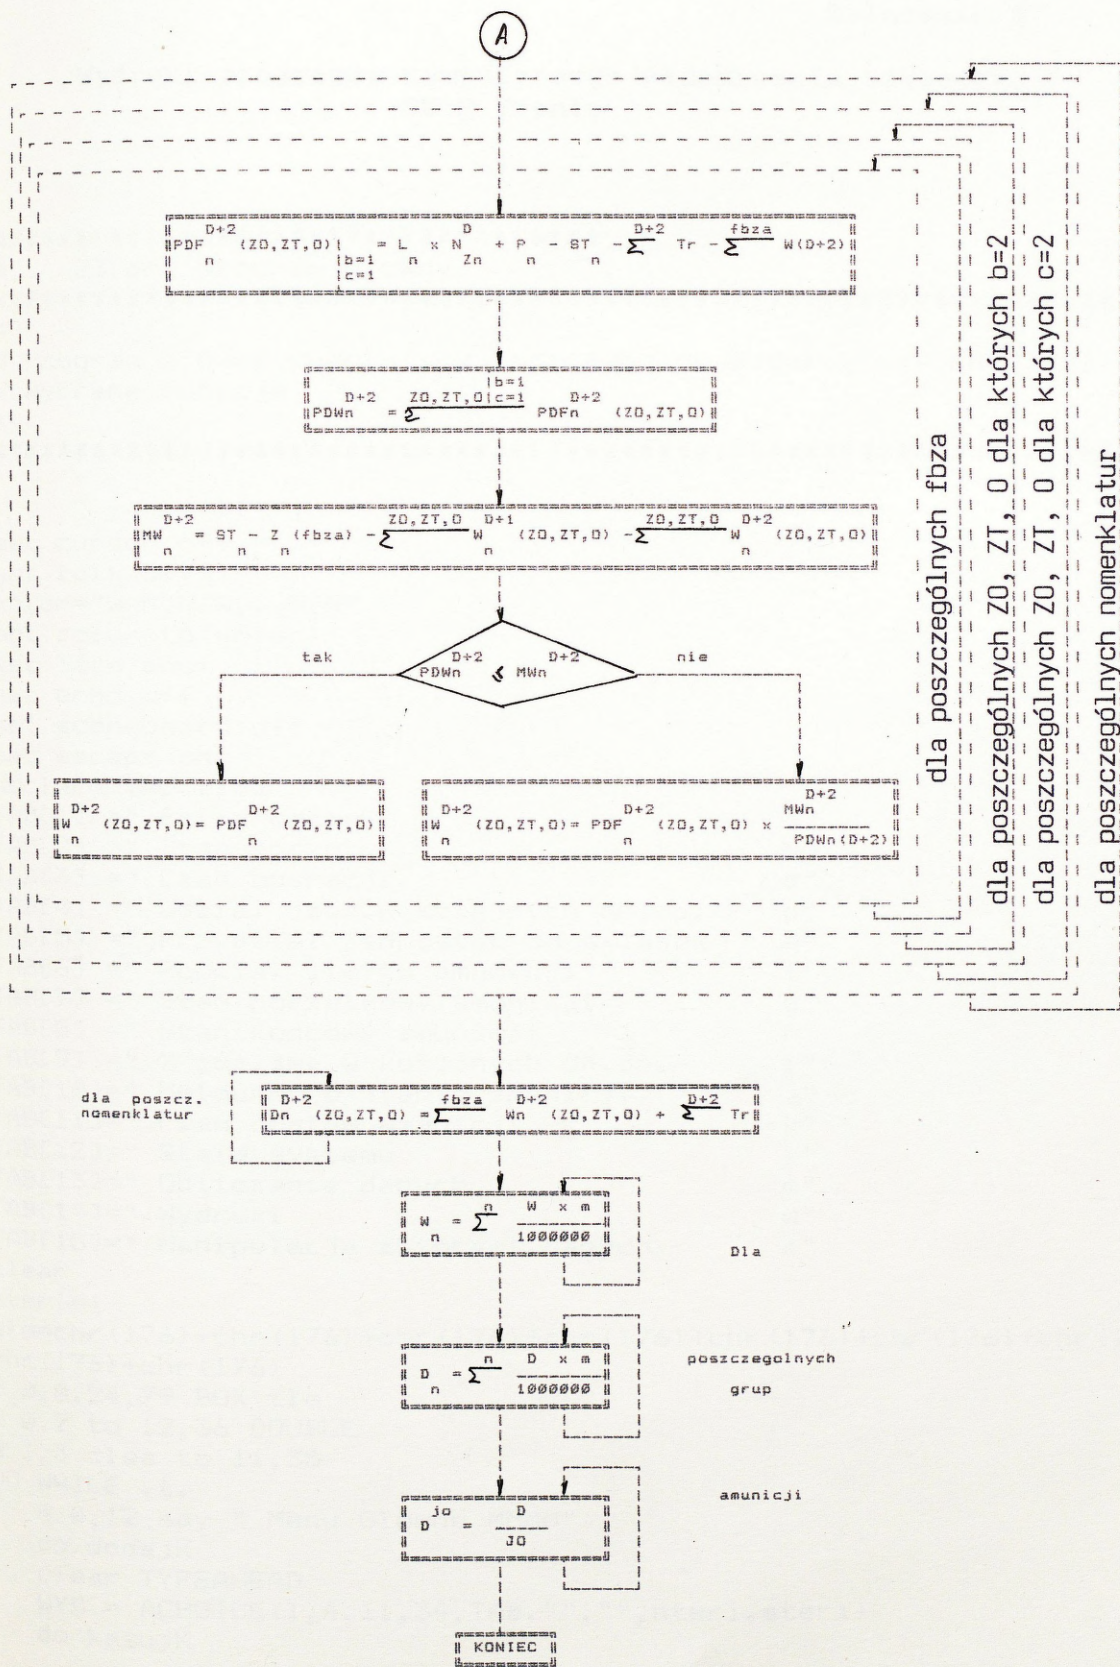 A
D+2 D D+2 fbza
PDF (ZO,ZT,O)| = L x N + P - ST - Σ Tr - Σ W(D+2)
n |b=1 n Zn n n
|c=1
|b=1
D+2 ZO,ZT,O|c=1 D+2
PDWn = Σ PDFn (ZO,ZT,O)
D+2 ZO,ZT,O D+1 ZO,ZT,O D+2
MW = ST - Z (fbza) - Σ W (ZO,ZT,O) - Σ W (ZO,ZT,O)
n n n n n
tak D+2 D+2 nie
PDWn ≤ MWn
D+2 D+2
W (ZO,ZT,O)= PDF (ZO,ZT,O)
n n
D+2
D+2 D+2 MWn
W (ZO,ZT,O)= PDF (ZO,ZT,O) x
n n PDWn(D+2)
dla poszczególnych fbza
dla poszczególnych ZO, ZT, O dla których b=2
dla poszczególnych ZO, ZT, O dla których c=2
dla poszczególnych nomenklatur
dla poszcz.
nomenklatur
D+2 fbza D+2 D+2
Dn (ZO,ZT,O) = Σ Wn (ZO,ZT,O) + Σ Tr
n W x m
W = Σ
n 1000000
Dla
n D x m
D = Σ
n 1000000
poszczegolnych
grup
jo D
D =
JO
amunicji
KONIEC